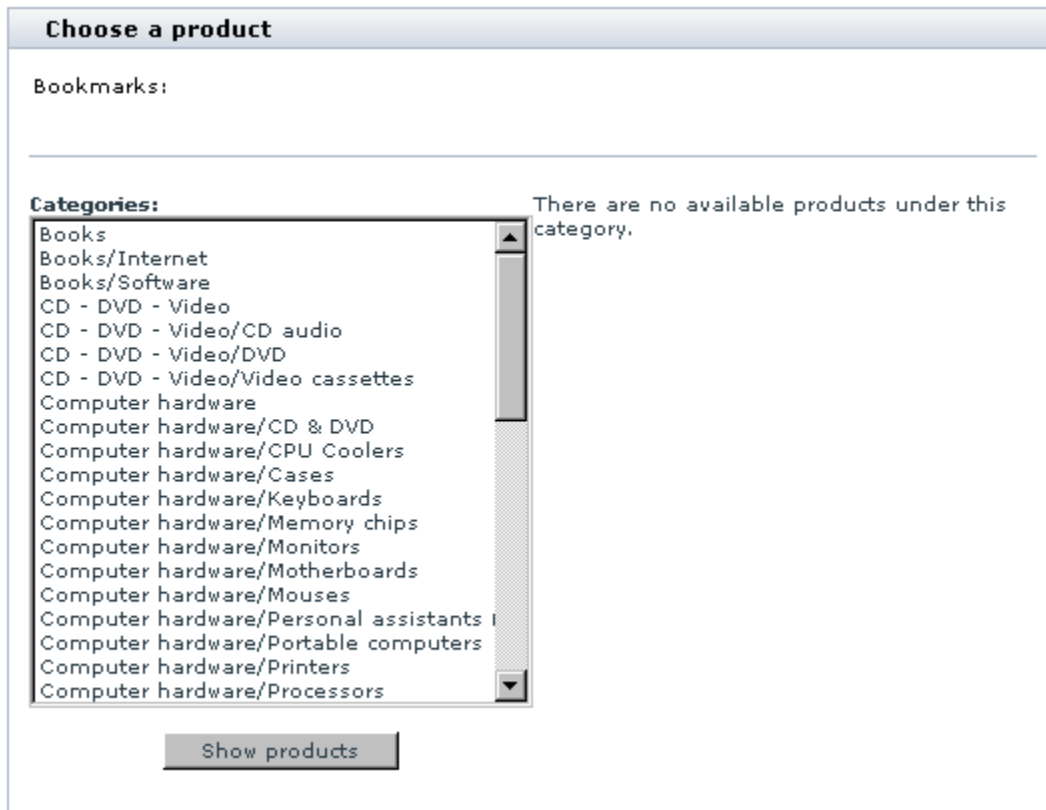 Choose a product
Bookmarks:
Categories:
Books
Books/Internet
Books/Software
CD - DVD - Video
CD - DVD - Video/CD audio
CD - DVD - Video/DVD
CD - DVD - Video/Video cassettes
Computer hardware
Computer hardware/CD & DVD
Computer hardware/CPU Coolers
Computer hardware/Cases
Computer hardware/Keyboards
Computer hardware/Memory chips
Computer hardware/Monitors
Computer hardware/Motherboards
Computer hardware/Mouses
Computer hardware/Personal assistants
Computer hardware/Portable computers
Computer hardware/Printers
Computer hardware/Processors
Show products
There are no available products under this
category.